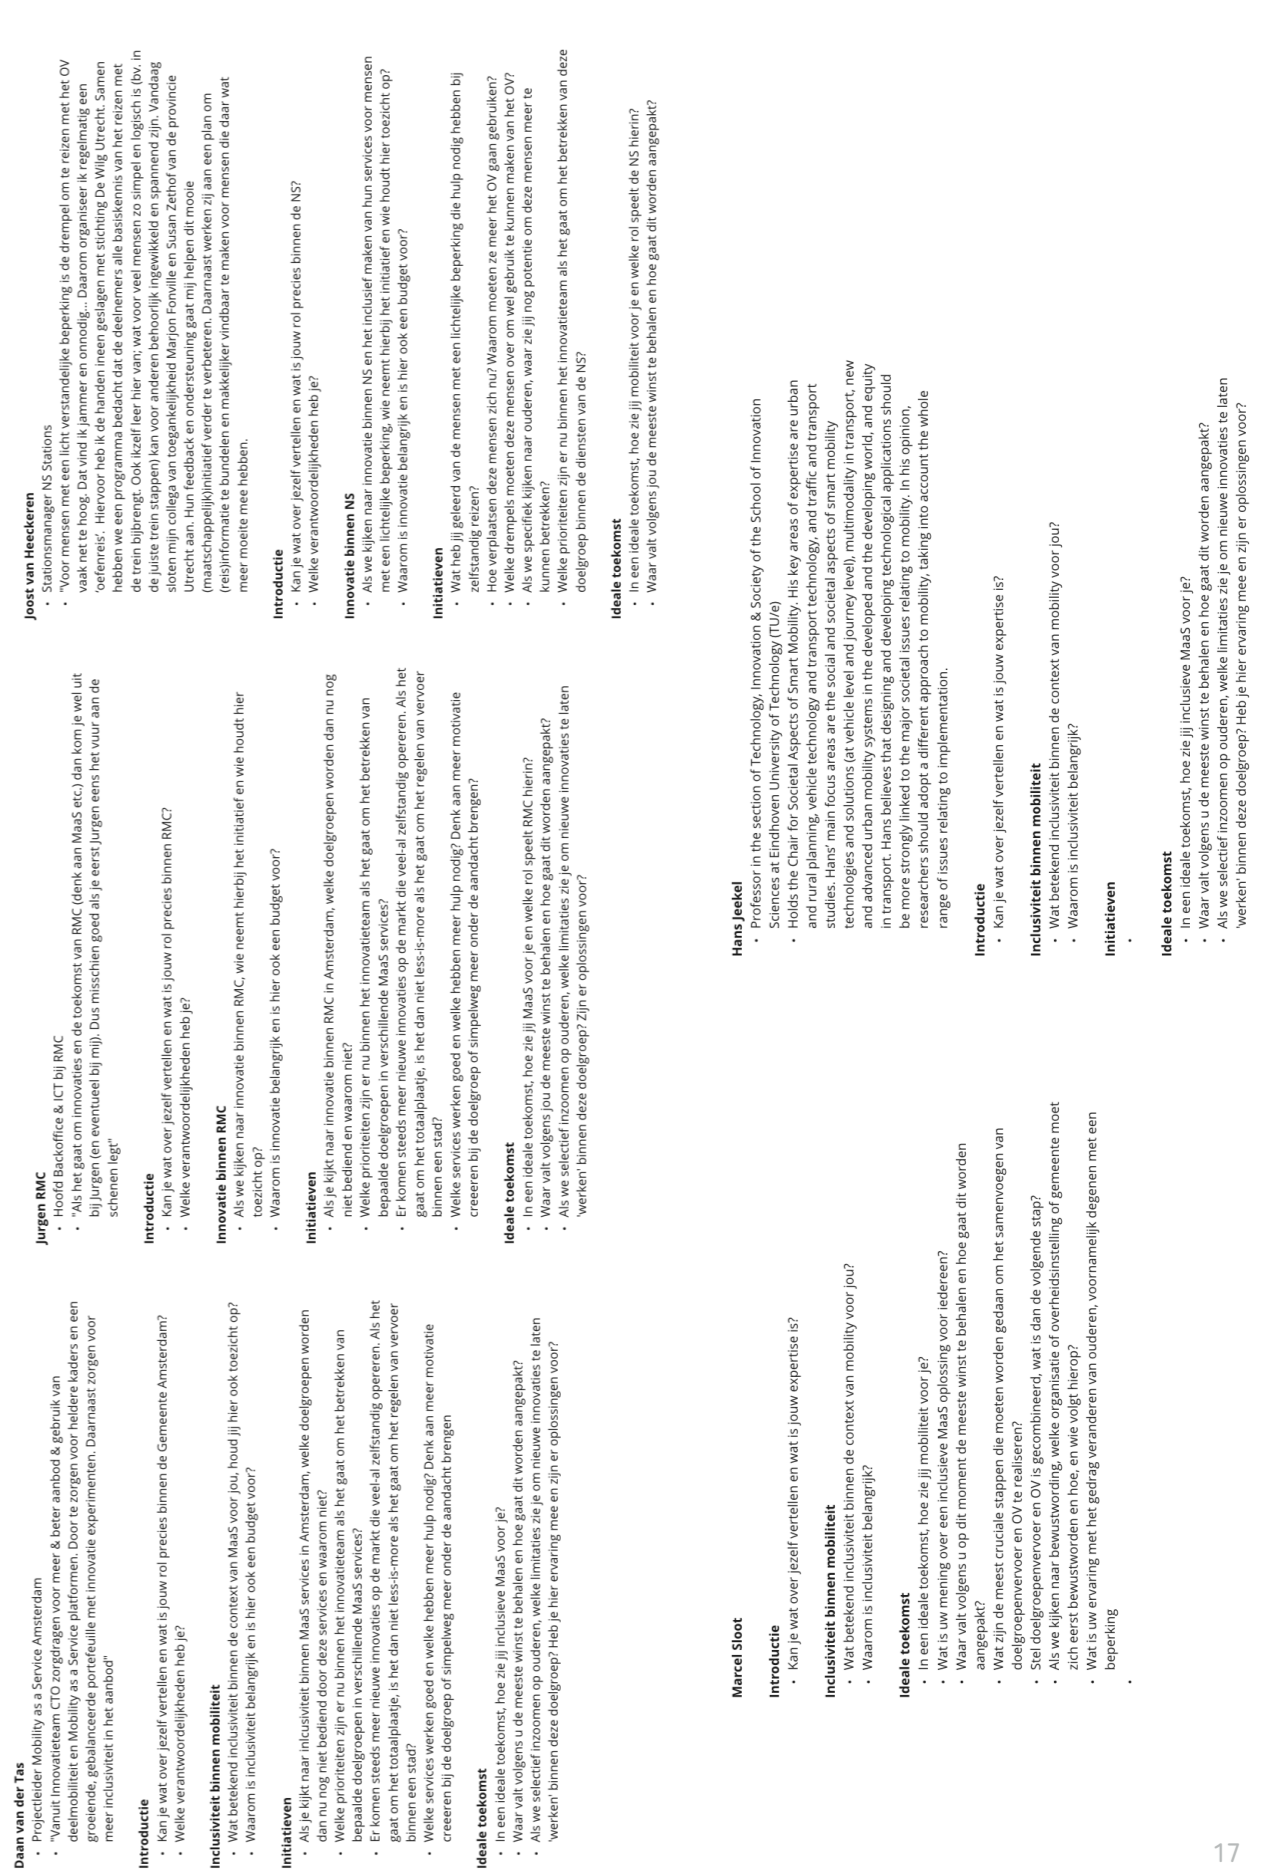 Daan van der Tas
• Projectleider Mobility as a Service Amsterdam
• "Vanuit Innovatieteam CTO zorgdragen voor meer & beter aanbod & gebruik van
deelmobiliteit en Mobility as a Service platformen. Door te zorgen voor heldere kaders en een
groeiende, gebalanceerde portefeuille met innovatie experimenten. Daarnaast zorgen voor
meer inclusiviteit in het aanbod"
Introductie
• Kan je wat over jezelf vertellen en wat is jouw rol precies binnen de Gemeente Amsterdam?
• Welke verantwoordelijkheden heb je?
Inclusiviteit binnen mobiliteit
• Wat betekend inclusiviteit binnen de context van MaaS voor jou, houd jij hier ook toezicht op?
• Waarom is inclusiviteit belangrijk en is hier ook een budget voor?
Initiatieven
• Als je kijkt naar inlcusiviteit binnen MaaS services in Amsterdam, welke doelgroepen worden
dan nu nog niet bediend door deze services en waarom niet?
• Welke prioriteiten zijn er nu binnen het innovatieteam als het gaat om het betrekken van
bepaalde doelgroepen in verschillende MaaS services?
• Er komen steeds meer nieuwe innovaties op de markt die veel-al zelfstandig opereren. Als het
gaat om het totaalplaatje, is het dan niet less-is-more als het gaat om het regelen van vervoer
binnen een stad?
• Welke services werken goed en welke hebben meer hulp nodig? Denk aan meer motivatie
creeeren bij de doelgroep of simpelweg meer onder de aandacht brengen
Ideale toekomst
• In een ideale toekomst, hoe zie jij inclusieve MaaS voor je?
• Waar valt volgens u de meeste winst te behalen en hoe gaat dit worden aangepakt?
• Als we selectief inzoomen op ouderen, welke limitaties zie je om nieuwe innovaties te laten
'werken' binnen deze doelgroep? Heb je hier ervaring mee en zijn er oplossingen voor?
Jurgen RMC
• Hoofd Backoffice & ICT bij RMC
• "Als het gaat om innovaties en de toekomst van RMC (denk aan MaaS etc.) dan kom je wel uit
bij Jurgen (en eventueel bij mij). Dus misschien goed als je eerst Jurgen eens het vuur aan de
schenen legt"
Introductie
• Kan je wat over jezelf vertellen en wat is jouw rol precies binnen RMC?
• Welke verantwoordelijkheden heb je?
Innovatie binnen RMC
• Als we kijken naar innovatie binnen RMC, wie neemt hierbij het initiatief en wie houdt hier
toezicht op?
• Waarom is innovatie belangrijk en is hier ook een budget voor?
Initiatieven
• Als je kijkt naar innovatie binnen RMC in Amsterdam, welke doelgroepen worden dan nu nog
niet bediend en waarom niet?
• Welke prioriteiten zijn er nu binnen het innovatieteam als het gaat om het betrekken van
bepaalde doelgroepen in verschillende MaaS services?
• Er komen steeds meer nieuwe innovaties op de markt die veel-al zelfstandig opereren. Als het
gaat om het totaalplaatje, is het dan niet less-is-more als het gaat om het regelen van vervoer
binnen een stad?
• Welke services werken goed en welke hebben meer hulp nodig? Denk aan meer motivatie
creeeren bij de doelgroep of simpelweg meer onder de aandacht brengen?
Ideale toekomst
• In een ideale toekomst, hoe zie jij MaaS voor je en welke rol speelt RMC hierin?
• Waar valt volgens jou de meeste winst te behalen en hoe gaat dit worden aangepakt?
• Als we selectief inzoomen op ouderen, welke limitaties zie je om nieuwe innovaties te laten
'werken' binnen deze doelgroep? Zijn er oplossingen voor?
Joost van Heeckeren
• Stationsmanager NS Stations
• "Voor mensen met een licht verstandelijke beperking is de drempel om te reizen met het OV
vaak net te hoog. Dat vind ik jammer en onnodig... Daarom organiseer ik regelmatig een
'oefenreis'. Hiervoor heb ik de handen ineen geslagen met stichting De Wilg Utrecht. Samen
hebben we een programma bedacht dat de deelnemers alle basiskennis van het reizen met
de trein bijbrengt. Ook ikzelf leer hier van; wat voor veel mensen zo simpel en logisch is (bv. in
de juiste trein stappen) kan voor anderen behoorlijk ingewikkeld en spannend zijn. Vandaag
sloten mijn collega van toegankelijkheid Marjon Fonville en Susan Zethof van de provincie
Utrecht aan. Hun feedback en ondersteuning gaat mij helpen dit mooie
(maatschappelijk)initiatief verder te verbeteren. Daarnaast werken zij aan een plan om
(reis)informatie te bundelen en makkelijker vindbaar te maken voor mensen die daar wat
meer moeite mee hebben.
Introductie
• Kan je wat over jezelf vertellen en wat is jouw rol precies binnen de NS?
• Welke verantwoordelijkheden heb je?
Innovatie binnen NS
• Als we kijken naar innovatie binnen NS en het inclusief maken van hun services voor mensen
met een lichtelijke beperking, wie neemt hierbij het initiatief en wie houdt hier toezicht op?
• Waarom is innovatie belangrijk en is hier ook een budget voor?
Initiatieven
• Wat heb jij geleerd van de mensen met een lichtelijke beperking die hulp nodig hebben bij
zelfstandig reizen?
• Hoe verplaatsen deze mensen zich nu? Waarom moeten ze meer het OV gaan gebruiken?
• Welke drempels moeten deze mensen over om wel gebruik te kunnen maken van het OV?
• Als we specifiek kijken naar ouderen, waar zie jij nog potentie om deze mensen meer te
kunnen betrekken?
• Welke prioriteiten zijn er nu binnen het innovatieteam als het gaat om het betrekken van deze
doelgroep binnen de diensten van de NS?
Ideale toekomst
• In een ideale toekomst, hoe zie jij mobiliteit voor je en welke rol speelt de NS hierin?
• Waar valt volgens jou de meeste winst te behalen en hoe gaat dit worden aangepakt?
Marcel Sloot
Introductie
• Kan je wat over jezelf vertellen en wat is jouw expertise is?
Inclusiviteit binnen mobiliteit
• Wat betekend inclusiviteit binnen de context van mobility voor jou?
• Waarom is inclusiviteit belangrijk?
Ideale toekomst
• In een ideale toekomst, hoe zie jij mobiliteit voor je?
• Wat is uw mening over een inclusieve MaaS oplossing voor iedereen?
• Waar valt volgens u op dit moment de meeste winst te behalen en hoe gaat dit worden
aangepakt?
• Wat zijn de meest cruciale stappen die moeten worden gedaan om het samenvoegen van
doelgroepenvervoer en OV te realiseren?
• Stel doelgroepenvervoer en OV is gecombineerd, wat is dan de volgende stap?
• Als we kijken naar bewustwording, welke organisatie of overheidsinstelling of gemeente moet
zich eerst bewustworden en hoe, en wie volgt hierop?
• Wat is uw ervaring met het gedrag veranderen van ouderen, voornamelijk degenen met een
beperking
•
Hans Jeekel
• Professor in the section of Technology, Innovation & Society of the School of Innovation
Sciences at Eindhoven University of Technology (TU/e)
• Holds the Chair for Societal Aspects of Smart Mobility. His key areas of expertise are urban
and rural planning, vehicle technology and transport technology, and traffic and transport
studies. Hans' main focus areas are the social and societal aspects of smart mobility
technologies and solutions (at vehicle level and journey level), multimodality in transport, new
and advanced urban mobility systems in the developed and the developing world, and equity
in transport. Hans believes that designing and developing technological applications should
be more strongly linked to the major societal issues relating to mobility. In his opinion,
researchers should adopt a different approach to mobility, taking into account the whole
range of issues relating to implementation.
Introductie
• Kan je wat over jezelf vertellen en wat is jouw expertise is?
Inclusiviteit binnen mobiliteit
• Wat betekend inclusiviteit binnen de context van mobility voor jou?
• Waarom is inclusiviteit belangrijk?
Initiatieven
•
Ideale toekomst
• In een ideale toekomst, hoe zie jij inclusieve MaaS voor je?
• Waar valt volgens u de meeste winst te behalen en hoe gaat dit worden aangepakt?
• Als we selectief inzoomen op ouderen, welke limitaties zie je om nieuwe innovaties te laten
'werken' binnen deze doelgroep? Heb je hier ervaring mee en zijn er oplossingen voor?
17